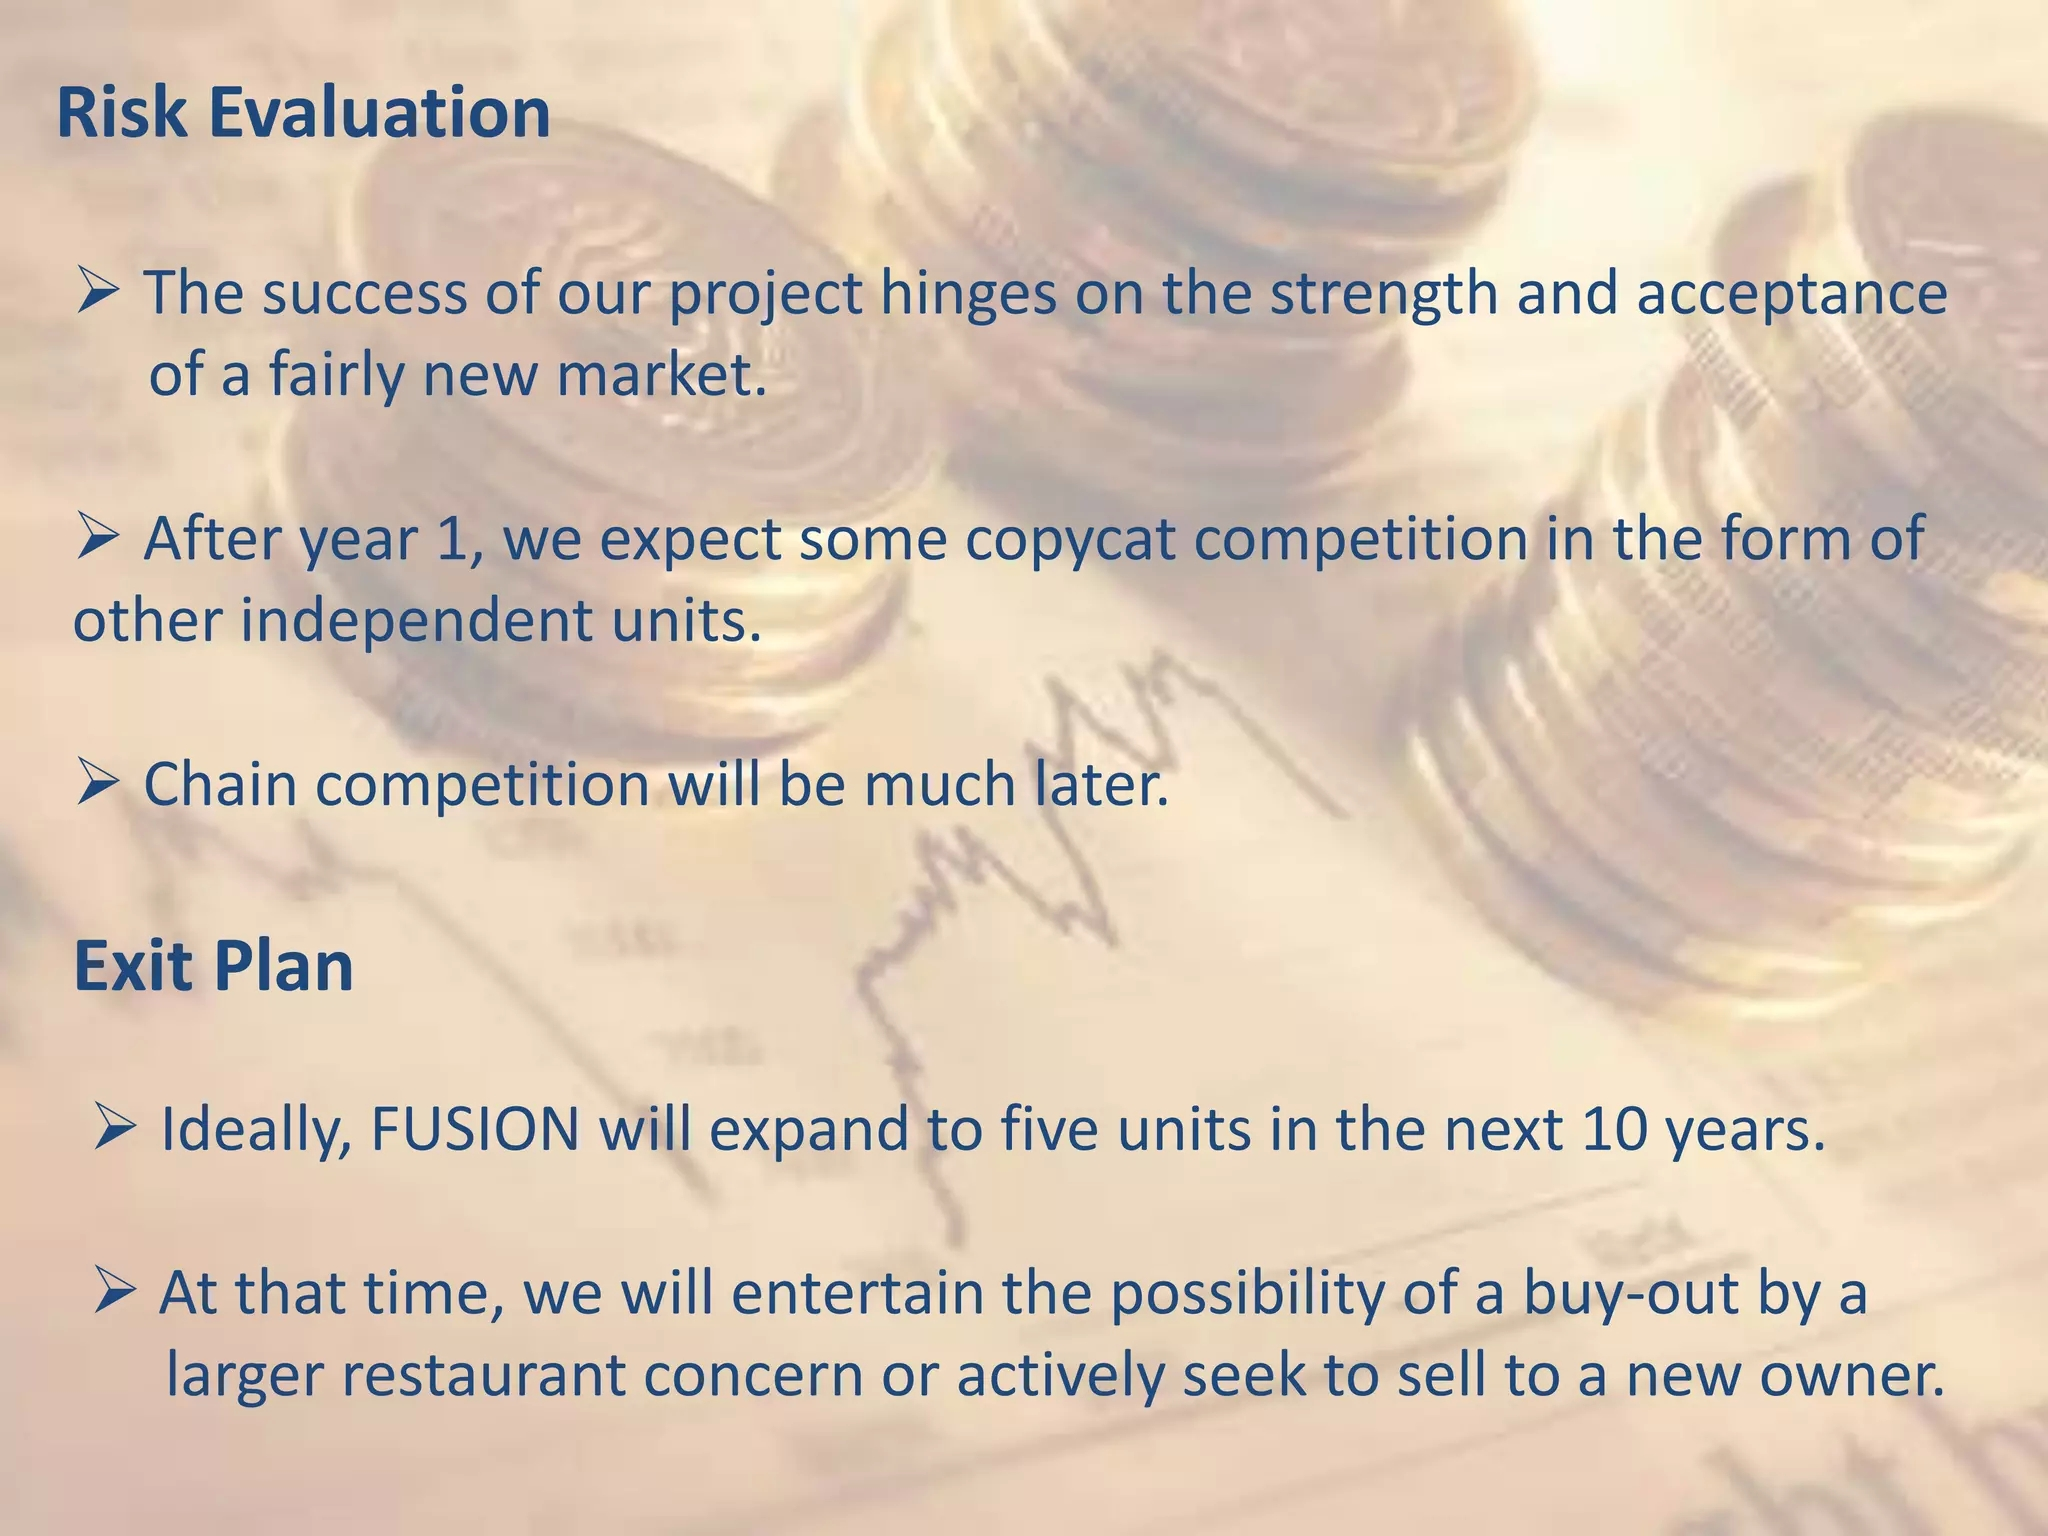 Risk Evaluation
➢ The success of our project hinges on the strength and acceptance
of a fairly new market.
➢ After year 1, we expect some copycat competition in the form of
other independent units.
➢ Chain competition will be much later.
Exit Plan
➢ Ideally, FUSION will expand to five units in the next 10 years.
➢ At that time, we will entertain the possibility of a buy-out by a
larger restaurant concern or actively seek to sell to a new owner.